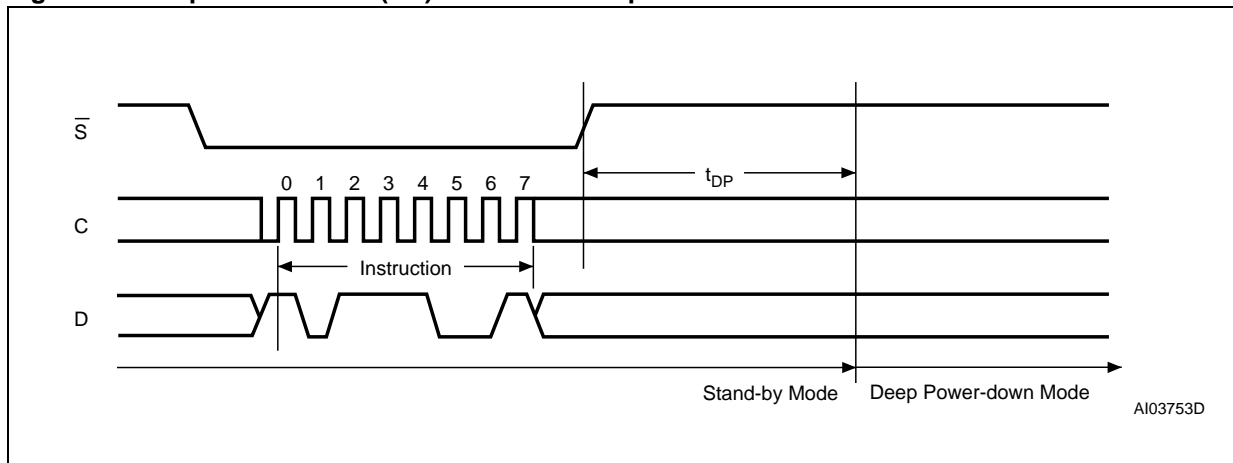 S̅
0 1 2 3 4 5 6 7
tDP
C
Instruction
D
Stand-by Mode Deep Power-down Mode
AI03753D